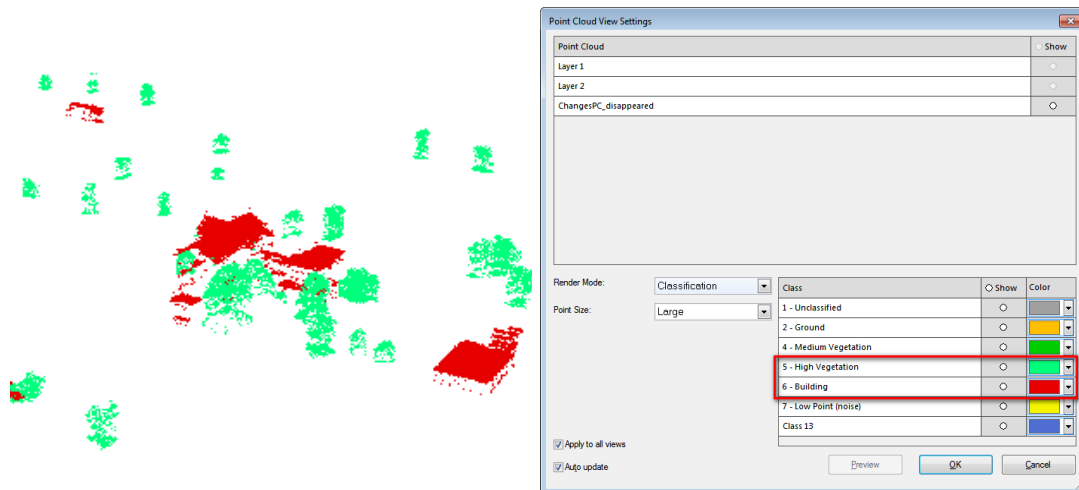 Point Cloud View Settings
Point Cloud Show
Layer 1
Layer 2
ChangesPC_disappeared
Render Mode: Classification
Point Size: Large
Class Show Color
1 - Unclassified
2 - Ground
4 - Medium Vegetation
5 - High Vegetation
6 - Building
7 - Low Point (noise)
Class 13
Apply to all views
Auto update
Preview OK Cancel